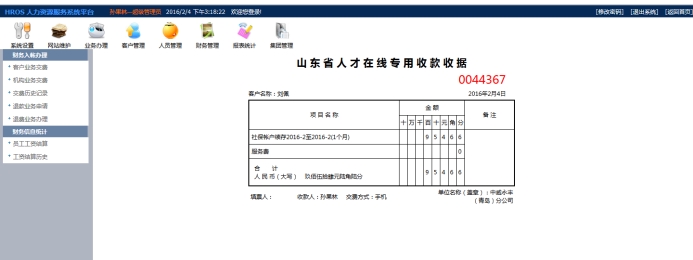 HROS 人力资源服务系统平台 孙果林--超级管理员 2016/2/4 下午3:18:22 欢迎您登录! [修改密码] [退出系统] [返回首页]
系统设置 网站维护 业务办理 客户管理 人员管理 财务管理 报表统计 集团管理
财务入账办理
客户业务交费
机构业务交费
交费历史记录
退款业务申请
退费业务办理
财务信息统计
员工工资结算
工资结算历史
山东省人才在线专用收款收据
0044367
客户名称：刘薰 2016年2月4日
项目名称 金额 备注
十 万 千 百 十 元 角 分
社保帐户缴存2016-2至2016-2(1个月) 9 5 4 6 6
服务费 0
合 计
人民币（大写） 玖佰伍拾肆元陆角陆分 9 5 4 6 6
填票人： 收款人：孙果林 交费方式：手机 单位名称（盖章）：中威水丰
（青岛）分公司